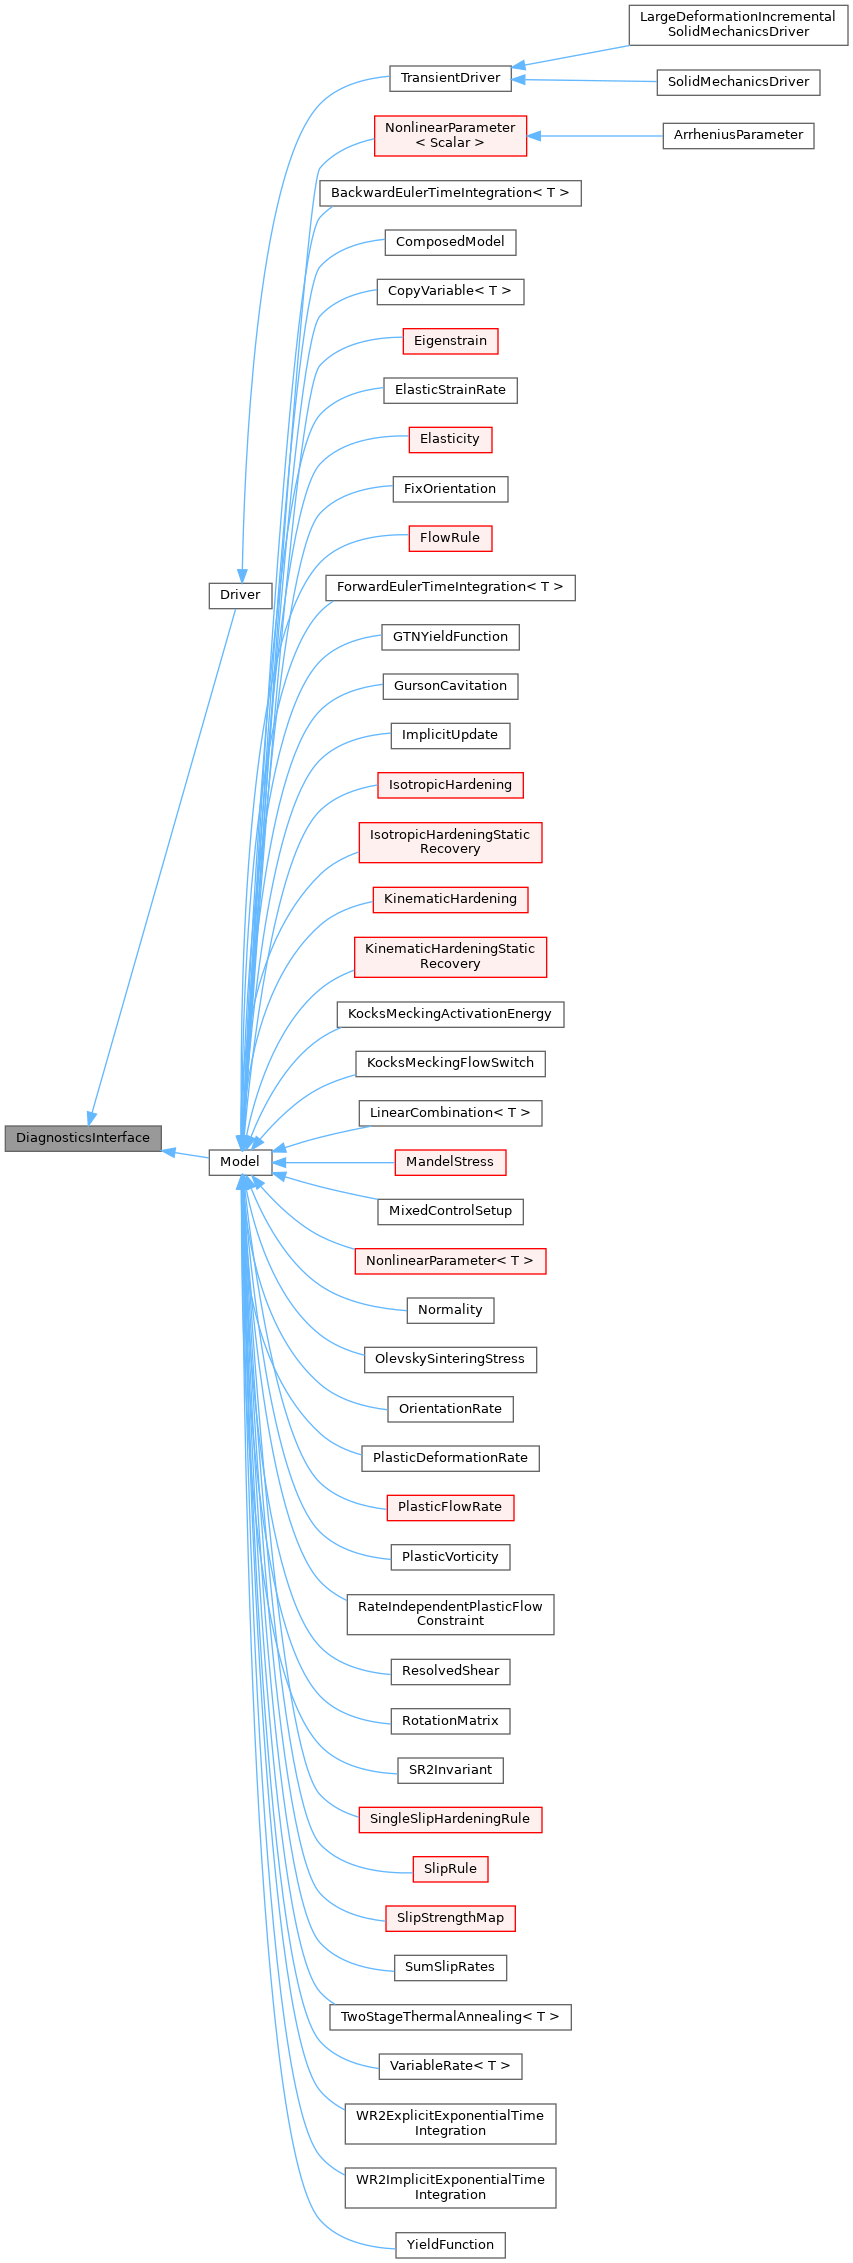 LargeDeformationIncremental
SolidMechanicsDriver
TransientDriver
SolidMechanicsDriver
NonlinearParameter
< Scalar >
ArrheniusParameter
BackwardEulerTimeIntegration< T >
ComposedModel
CopyVariable< T >
Eigenstrain
ElasticStrainRate
Elasticity
FixOrientation
FlowRule
ForwardEulerTimeIntegration< T >
Driver
GTNYieldFunction
GursonCavitation
ImplicitUpdate
IsotropicHardening
IsotropicHardeningStatic
Recovery
KinematicHardening
KinematicHardeningStatic
Recovery
KocksMeckingActivationEnergy
KocksMeckingFlowSwitch
LinearCombination< T >
DiagnosticsInterface
Model
MandelStress
MixedControlSetup
NonlinearParameter< T >
Normality
OlevskySinteringStress
OrientationRate
PlasticDeformationRate
PlasticFlowRate
PlasticVorticity
RateIndependentPlasticFlow
Constraint
ResolvedShear
RotationMatrix
SR2Invariant
SingleSlipHardeningRule
SlipRule
SlipStrengthMap
SumSlipRates
TwoStageThermalAnnealing< T >
VariableRate< T >
WR2ExplicitExponentialTime
Integration
WR2ImplicitExponentialTime
Integration
YieldFunction